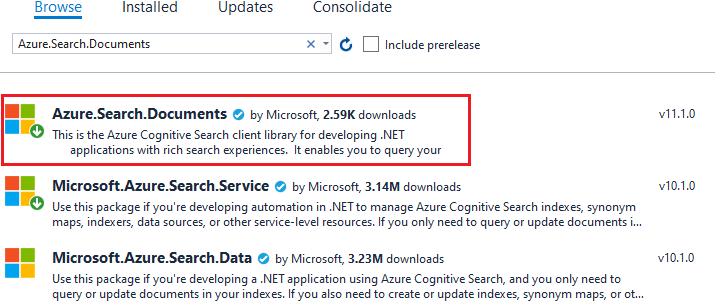 Browse Installed Updates Consolidate
Azure.Search.Documents Include prerelease
Azure.Search.Documents by Microsoft, 2.59K downloads v11.1.0
This is the Azure Cognitive Search client library for developing .NET
applications with rich search experiences. It enables you to query your
Microsoft.Azure.Search.Service by Microsoft, 3.14M downloads v10.1.0
Use this package if you're developing automation in .NET to manage Azure Cognitive Search indexes, synonym
maps, indexers, data sources, or other service-level resources. If you only need to query or update documents i...
Microsoft.Azure.Search.Data by Microsoft, 3.23M downloads v10.1.0
Use this package if you're developing a .NET application using Azure Cognitive Search, and you only need to
query or update documents in your indexes. If you also need to create or update indexes, synonym maps, or ot...